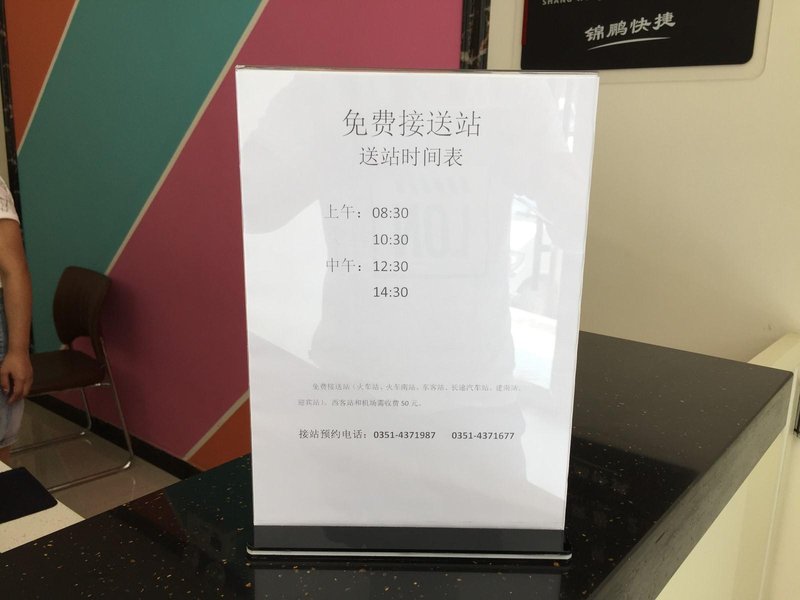 锦鹏快捷
免费接送站
送站时间表
上午：08:30
10:30
中午：12:30
14:30
免费接送站（火车站、火车南站、东客站、长途汽车站、建南站、
迎宾站）。西客站和机场需收费 50 元。
接站预约电话：0351-4371987 0351-4371677